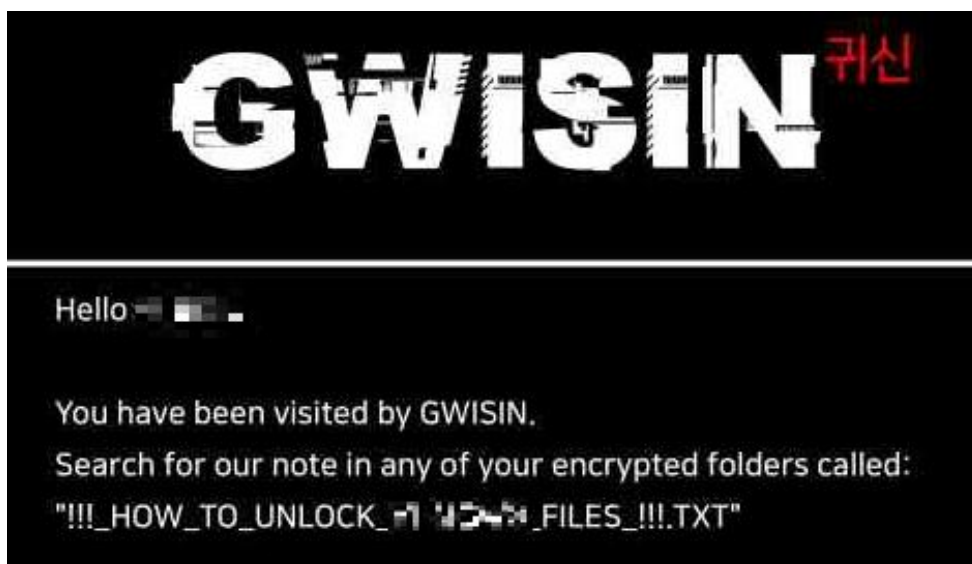 GWISIN 귀신
Hello
You have been visited by GWISIN.
Search for our note in any of your encrypted folders called:
"!!!_HOW_TO_UNLOCK_ _FILES_!!!.TXT"